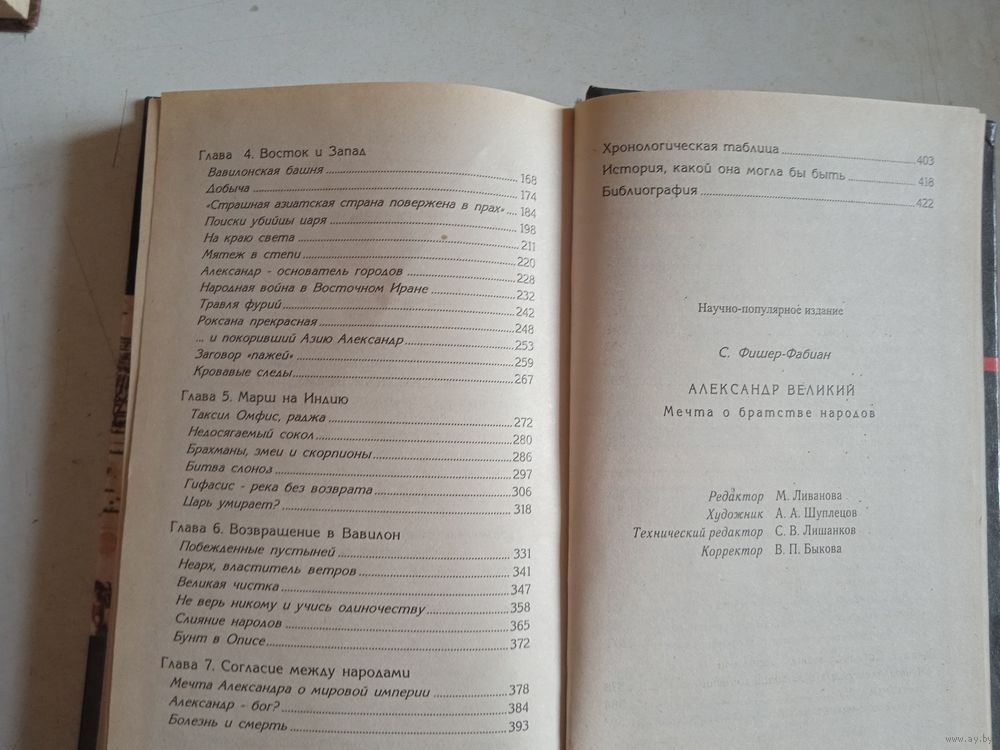 Глава 4. Восток и Запад
Вавилонская башня 168
Добыча 174
«Страшная азиатская страна повержена в прах» 184
Поиски убийцы царя 198
На краю света 211
Мятеж в степи 220
Александр - основатель городов 228
Народная война в Восточном Иране 232
Травля фурий 242
Роксана прекрасная 248
... и покоривший Азию Александр 253
Заговор «пажей» 259
Кровавые следы 267
Глава 5. Марш на Индию
Таксил Омфис, раджа 272
Недосягаемый сокол 280
Брахманы, змеи и скорпионы 286
Битва слонов 297
Гифасис - река без возврата 306
Царь умирает? 318
Глава 6. Возвращение в Вавилон
Побежденные пустыней 331
Неарх, властитель ветров 341
Великая чистка 347
Не верь никому и учись одиночеству 358
Слияние народов 365
Бунт в Описе 372
Глава 7. Согласие между народами
Мечта Александра о мировой империи 378
Александр - бог? 384
Болезнь и смерть 393
Хронологическая таблица 403
История, какой она могла бы быть 418
Библиография 422
Научно-популярное издание
С. Фишер-Фабиан
АЛЕКСАНДР ВЕЛИКИЙ
Мечта о братстве народов
Редактор М. Ливанова
Художник А. А. Шуплецов
Технический редактор С. В. Лишанков
Корректор В. П. Быкова
www.ay.by